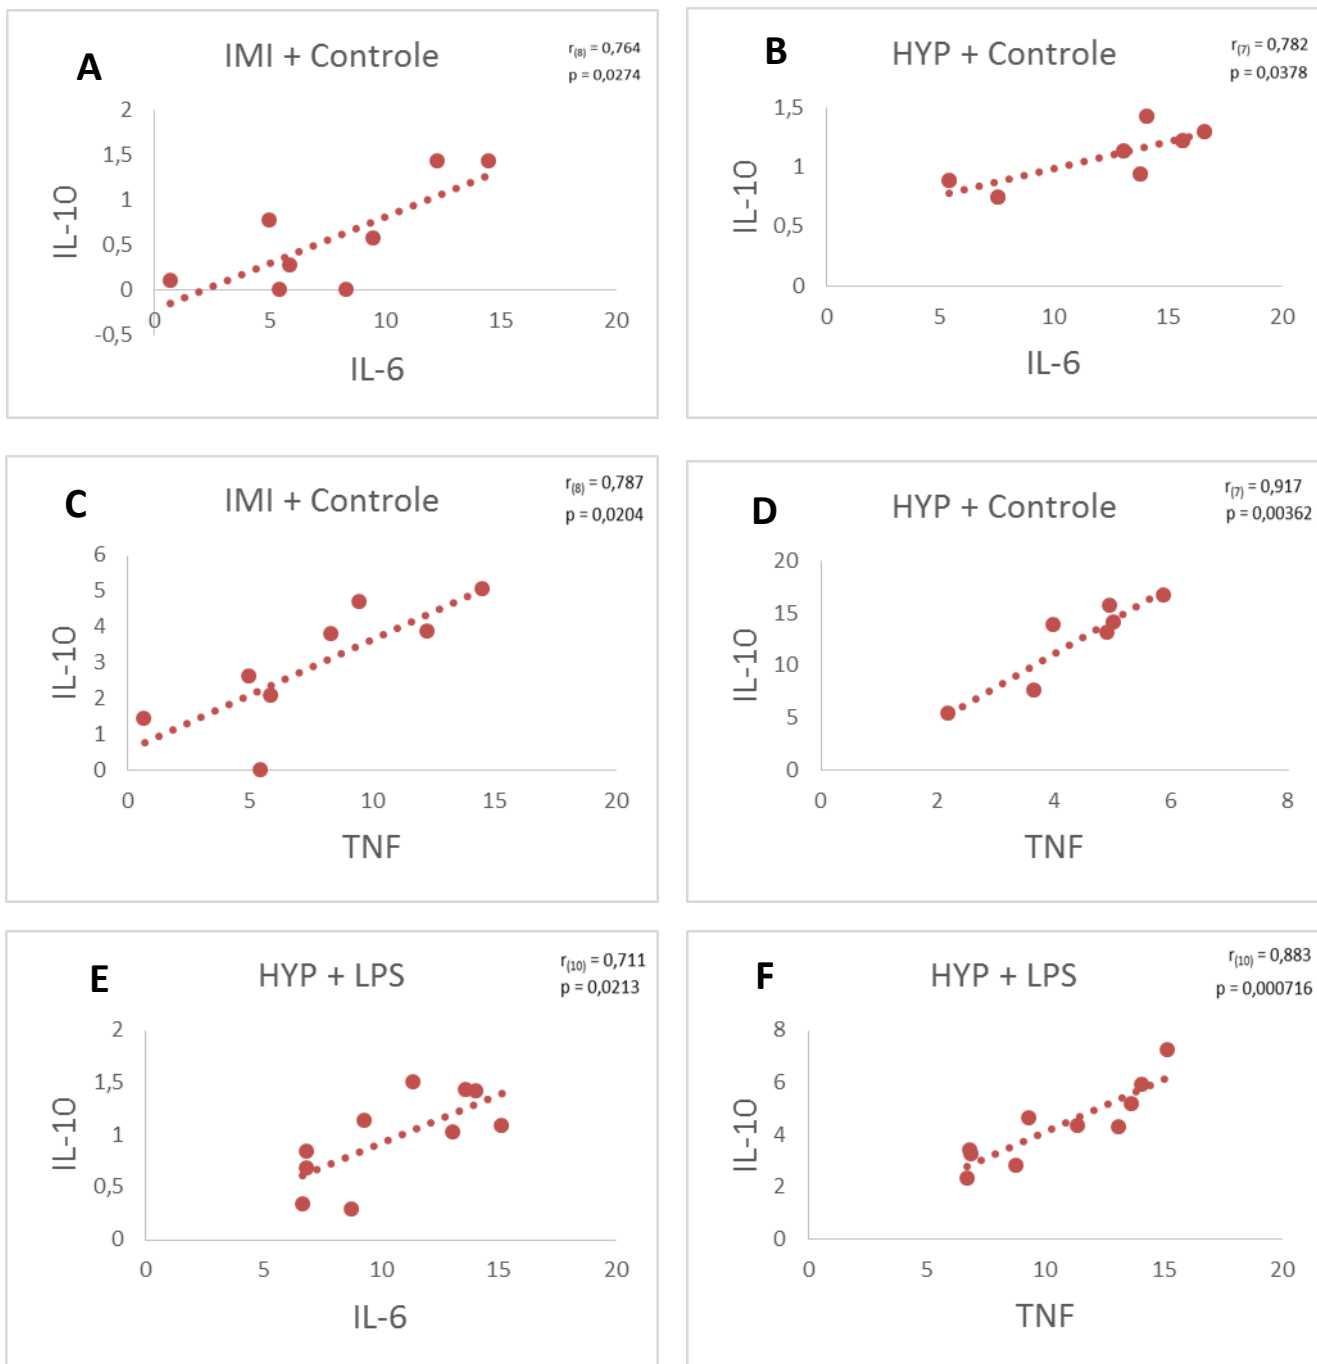 A
IMI + Controle
r(8) = 0,764
p = 0,0274
2
1,5
1
0,5
0
-0,5
0 5 10 15 20
IL-10
IL-6
B
HYP + Controle
r(7) = 0,782
p = 0,0378
1,5
1
0,5
0
0 5 10 15 20
IL-10
IL-6
C
IMI + Controle
r(8) = 0,787
p = 0,0204
6
5
4
3
2
1
0
0 5 10 15 20
IL-10
TNF
D
HYP + Controle
r(7) = 0,917
p = 0,00362
20
15
10
5
0
0 2 4 6 8
IL-10
TNF
E
HYP + LPS
r(10) = 0,711
p = 0,0213
2
1,5
1
0,5
0
0 5 10 15 20
IL-10
IL-6
F
HYP + LPS
r(10) = 0,883
p = 0,000716
8
6
4
2
0
0 5 10 15 20
IL-10
TNF